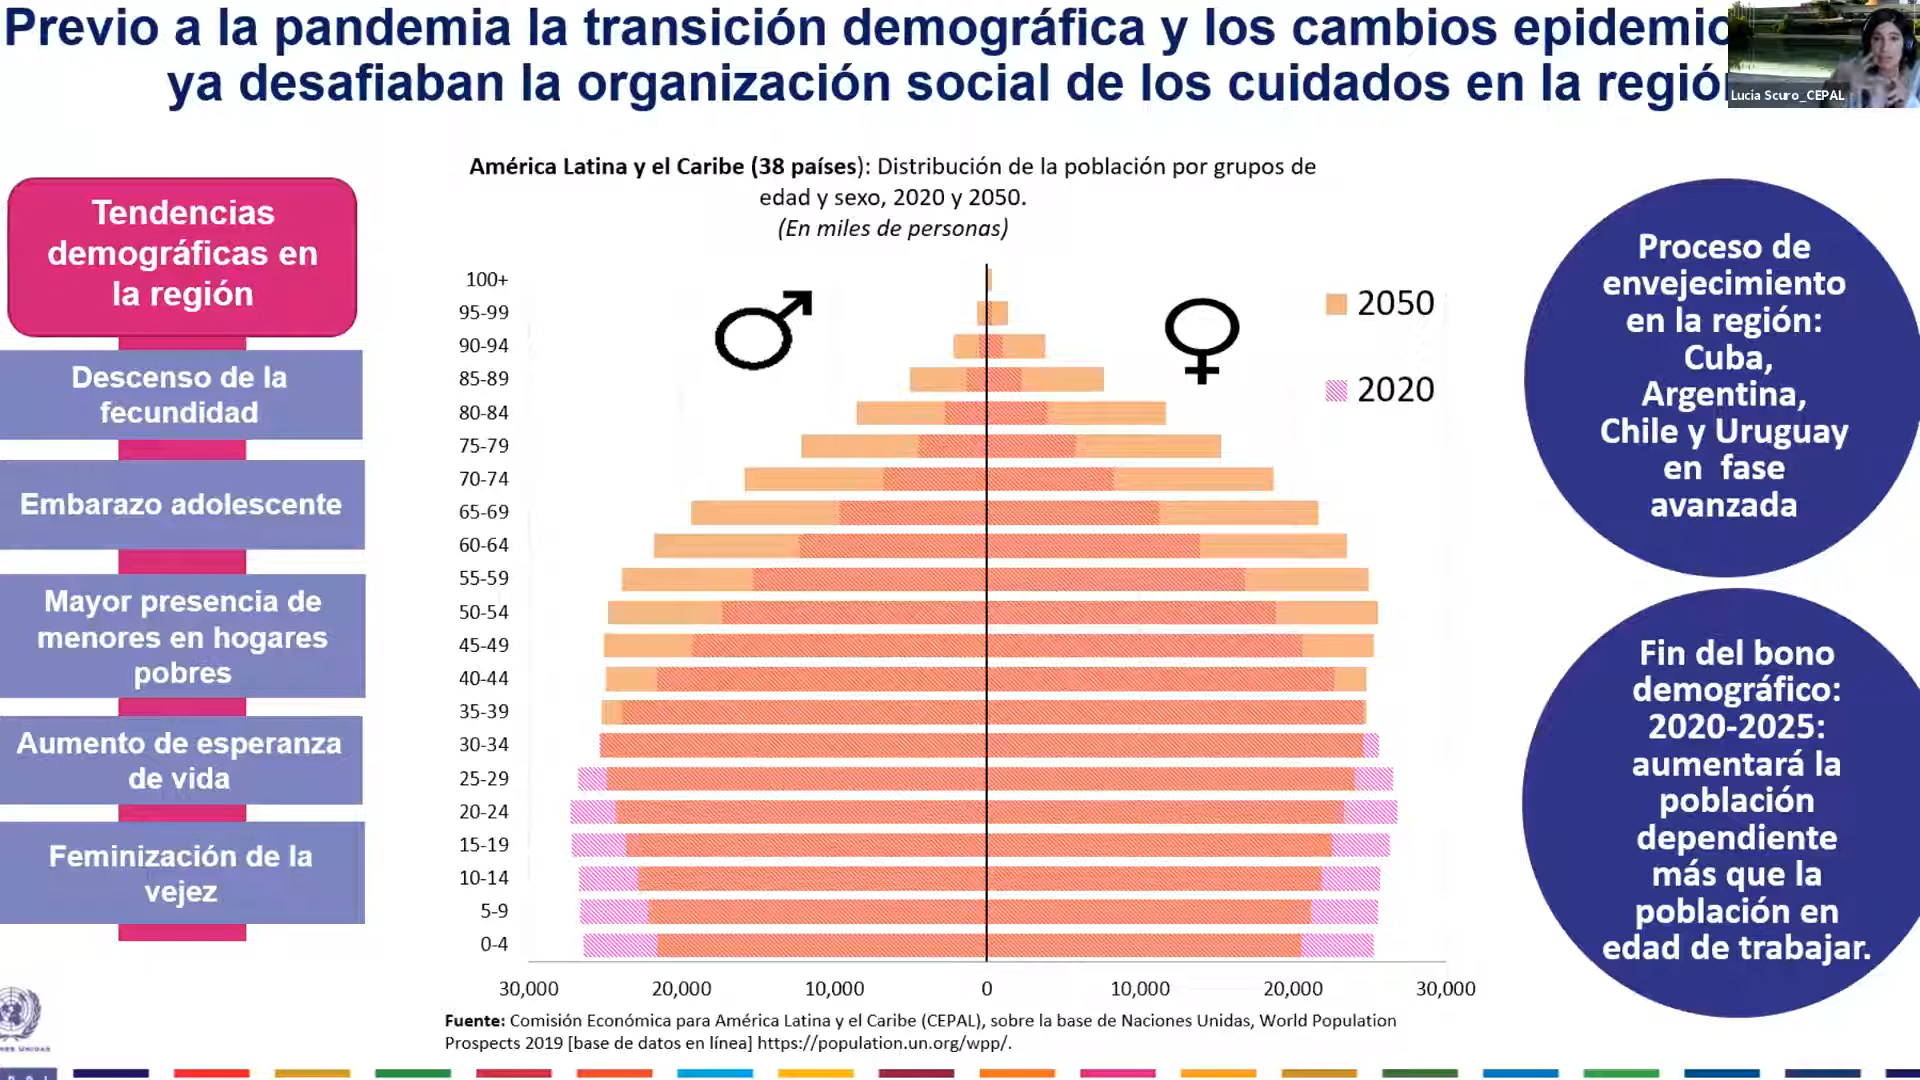 Previo a la pandemia la transición demográfica y los cambios epidemio
ya desafiaban la organización social de los cuidados en la regió
Lucia Scuro_CEPAL
Tendencias
demográficas en
la región
Descenso de la
fecundidad
Embarazo adolescente
Mayor presencia de
menores en hogares
pobres
Aumento de esperanza
de vida
Feminización de la
vejez
América Latina y el Caribe (38 países): Distribución de la población por grupos de
edad y sexo, 2020 y 2050.
(En miles de personas)
100+
95-99
90-94
85-89
80-84
75-79
70-74
65-69
60-64
55-59
50-54
45-49
40-44
35-39
30-34
25-29
20-24
15-19
10-14
5-9
0-4
30,000 20,000 10,000 0 10,000 20,000 30,000
2050
2020
Fuente: Comisión Económica para América Latina y el Caribe (CEPAL), sobre la base de Naciones Unidas, World Population
Prospects 2019 [base de datos en línea] https://population.un.org/wpp/.
Proceso de
envejecimiento
en la región:
Cuba,
Argentina,
Chile y Uruguay
en fase
avanzada
Fin del bono
demográfico:
2020-2025:
aumentará la
población
dependiente
más que la
población en
edad de trabajar.